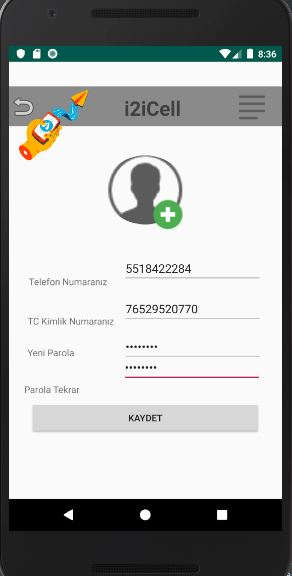 8:36
i2iCell
5518422284
Telefon Numaranız
76529520770
TC Kimlik Numaranız
••••••••
Yeni Parola
••••••••
Parola Tekrar
KAYDET